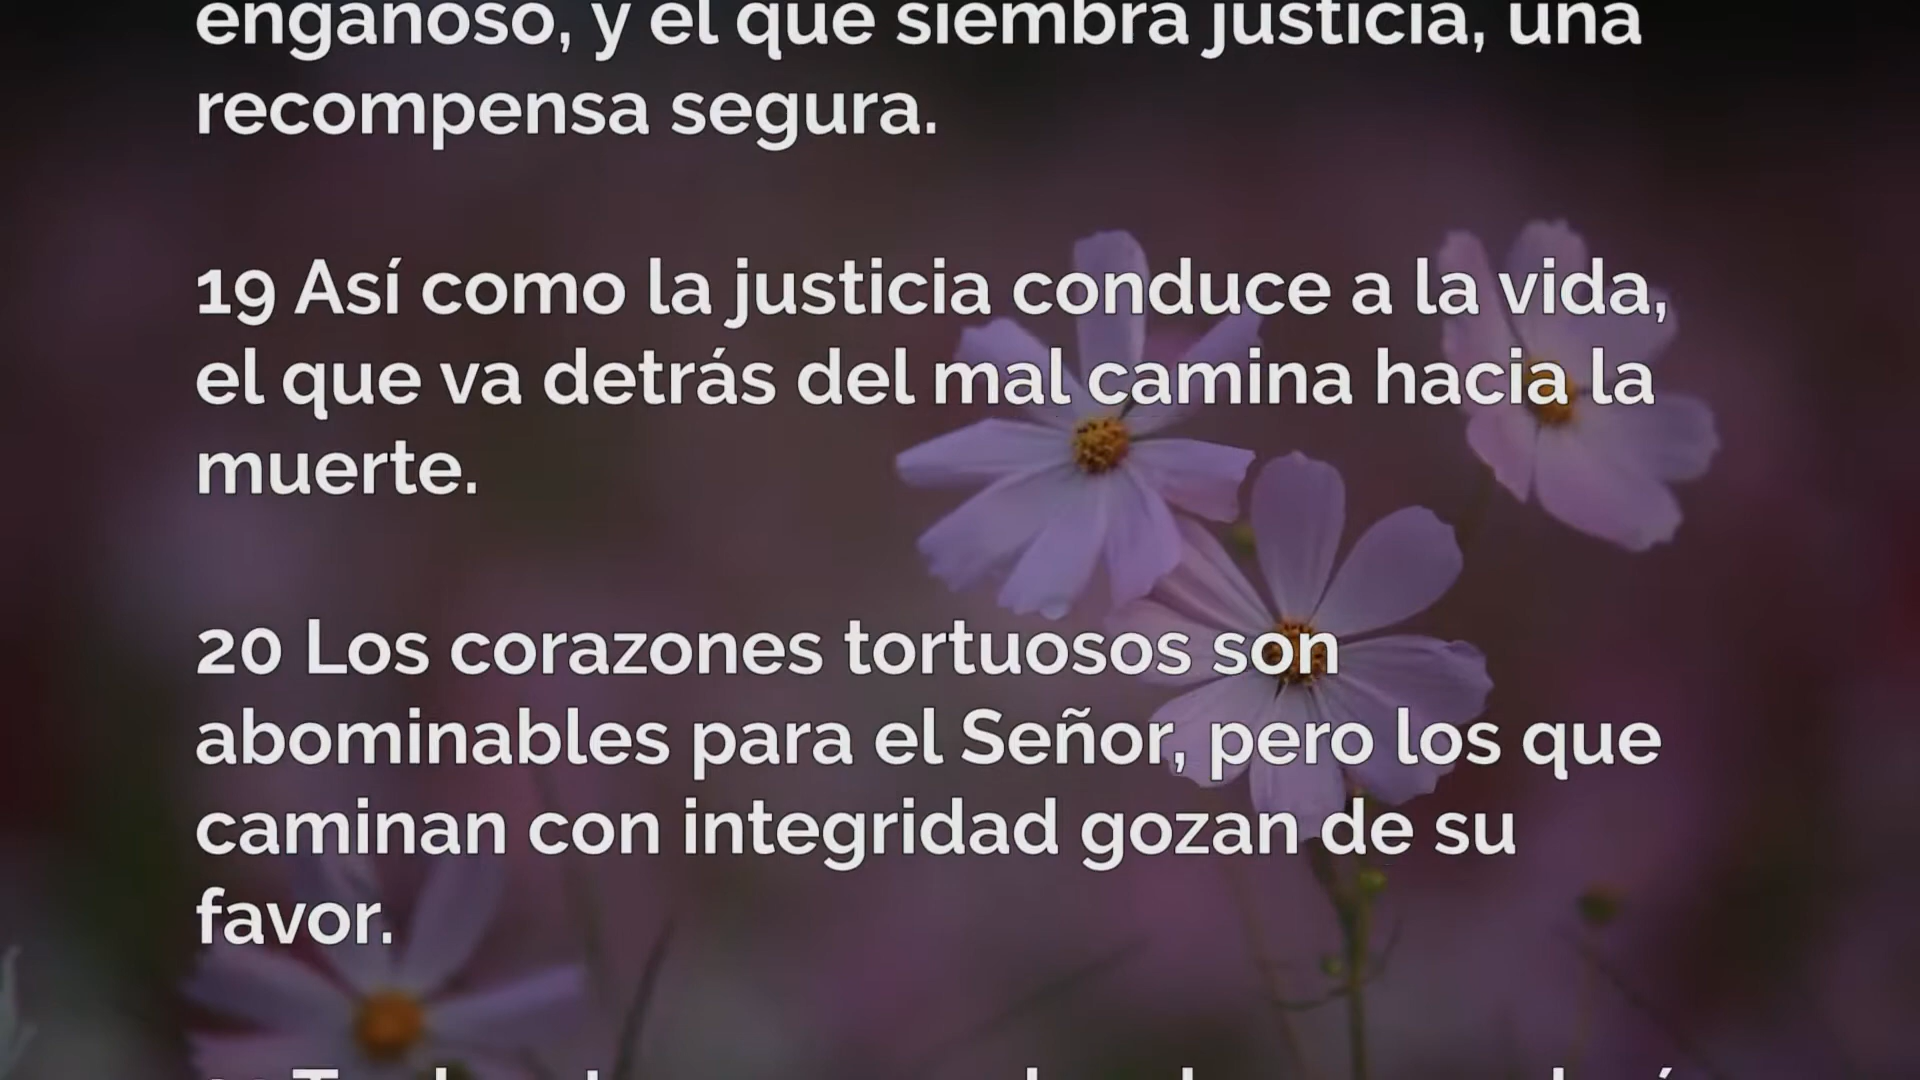 engañoso, y el que siembra justicia, una
recompensa segura.
19 Así como la justicia conduce a la vida,
el que va detrás del mal camina hacia la
muerte.
20 Los corazones tortuosos son
abominables para el Señor, pero los que
caminan con integridad gozan de su
favor.